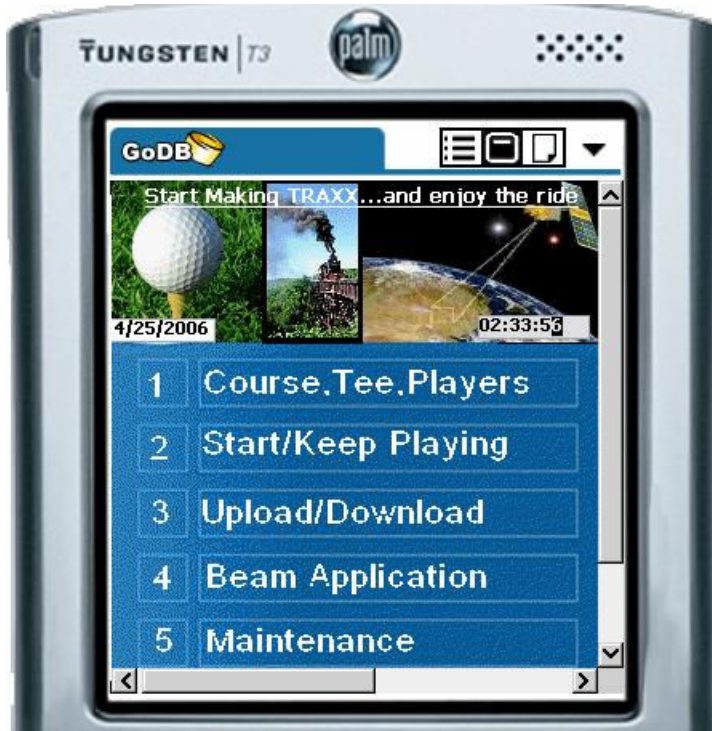 TUNGSTEN | T3
palm
GoDB
Start Making TRAXX...and enjoy the ride
4/25/2006
02:33:56
1 Course,Tee,Players
2 Start/Keep Playing
3 Upload/Download
4 Beam Application
5 Maintenance